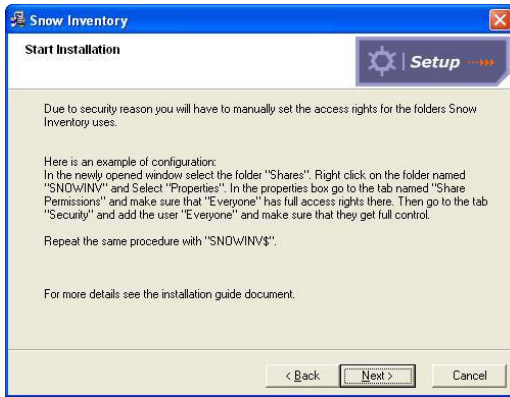 Snow Inventory
Start Installation
Setup
Due to security reason you will have to manually set the access rights for the folders Snow
Inventory uses.
Here is an example of configuration:
In the newly opened window select the folder "Shares". Right click on the folder named
"SNOWINV" and Select "Properties". In the properties box go to the tab named "Share
Permissions" and make sure that "Everyone" has full access rights there. Then go to the tab
"Security" and add the user "Everyone" and make sure that they get full control.
Repeat the same procedure with "SNOWINV$".
For more details see the installation guide document.
< Back
Next >
Cancel